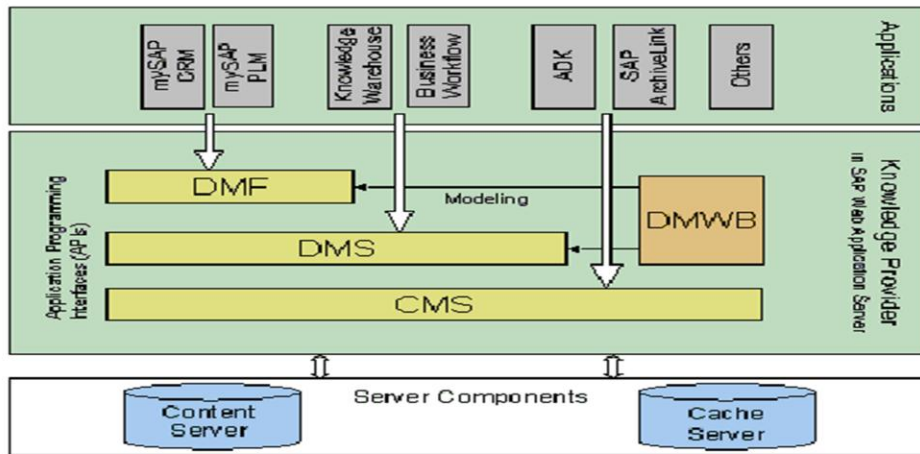 mySAP
CRM
mySAP
PLM
Knowledge
Warehouse
Business
Workflow
ADK
SAP
ArchiveLink
Others
Applications
DMF
Modeling
DMWB
DMS
CMS
Application Programming
Interfaces (APIs)
Knowledge Provider
in SAP Web Application Server
Server Components
Content
Server
Cache
Server